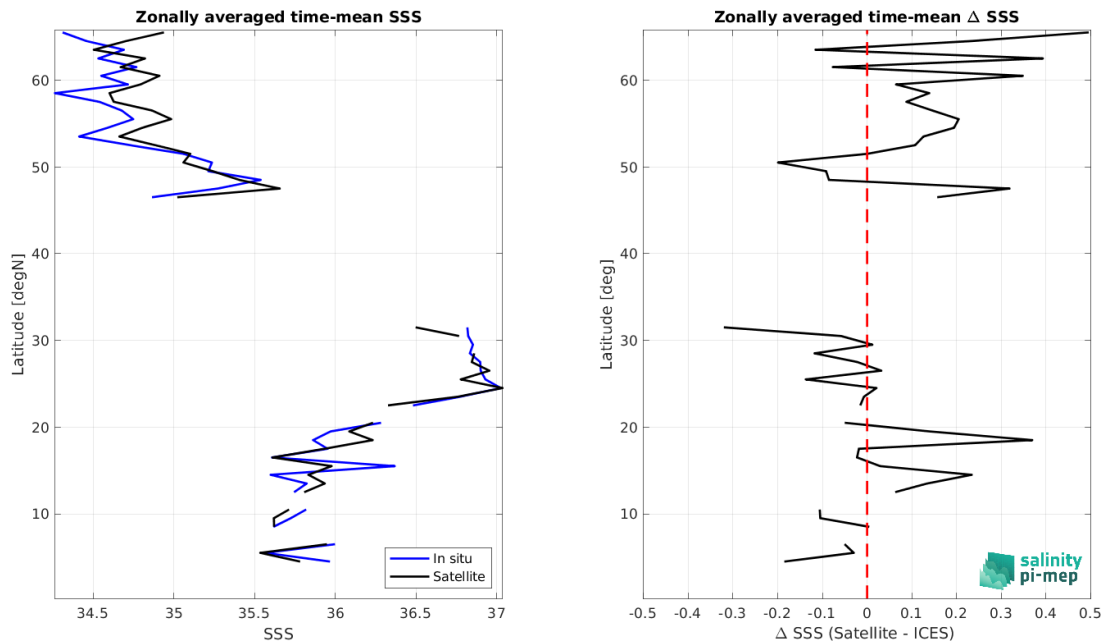 Zonally averaged time-mean SSS
60
50
40
30
20
10
34.5 35 35.5 36 36.5 37
Latitude [degN]
SSS
In situ
Satellite
Zonally averaged time-mean Δ SSS
60
50
40
30
20
10
-0.5 -0.4 -0.3 -0.2 -0.1 0 0.1 0.2 0.3 0.4 0.5
Latitude [deg]
Δ SSS (Satellite - ICES)
salinity
pi-mep